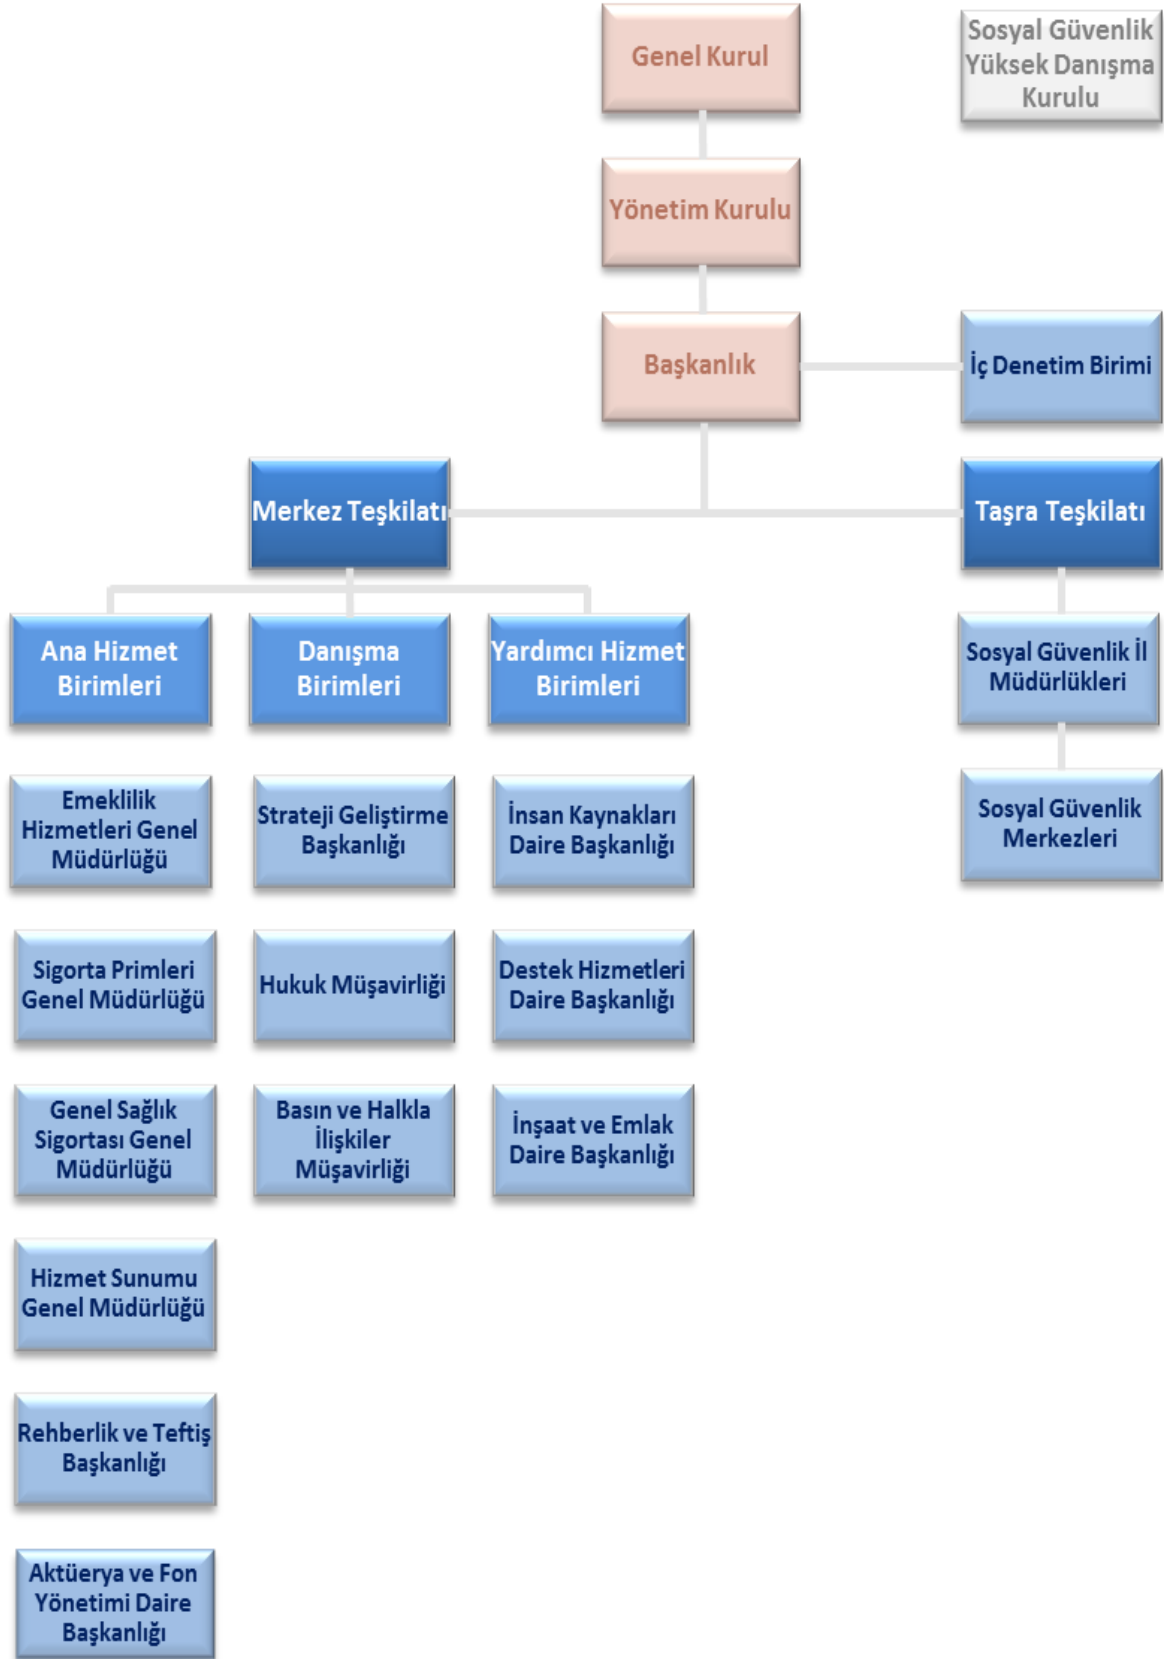 Genel Kurul
Sosyal Güvenlik
Yüksek Danışma
Kurulu
Yönetim Kurulu
Başkanlık
İç Denetim Birimi
Merkez Teşkilatı
Taşra Teşkilatı
Ana Hizmet
Birimleri
Danışma
Birimleri
Yardımcı Hizmet
Birimleri
Sosyal Güvenlik İl
Müdürlükleri
Emeklilik
Hizmetleri Genel
Müdürlüğü
Strateji Geliştirme
Başkanlığı
İnsan Kaynakları
Daire Başkanlığı
Sosyal Güvenlik
Merkezleri
Sigorta Primleri
Genel Müdürlüğü
Hukuk Müşavirliği
Destek Hizmetleri
Daire Başkanlığı
Genel Sağlık
Sigortası Genel
Müdürlüğü
Basın ve Halkla
İlişkiler
Müşavirliği
İnşaat ve Emlak
Daire Başkanlığı
Hizmet Sunumu
Genel Müdürlüğü
Rehberlik ve Teftiş
Başkanlığı
Aktüerya ve Fon
Yönetimi Daire
Başkanlığı